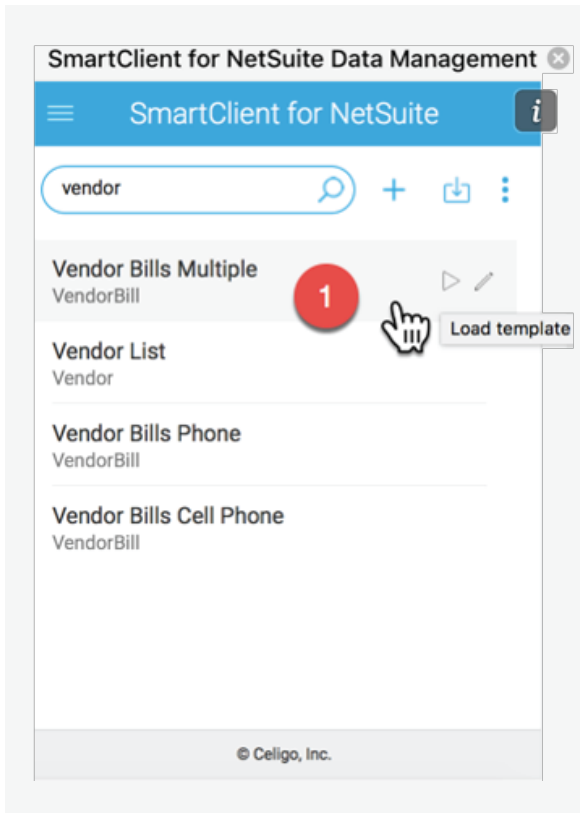 SmartClient for NetSuite Data Management
SmartClient for NetSuite
i
vendor
Vendor Bills Multiple
VendorBill
1
Load template
Vendor List
Vendor
Vendor Bills Phone
VendorBill
Vendor Bills Cell Phone
VendorBill
© Celigo, Inc.